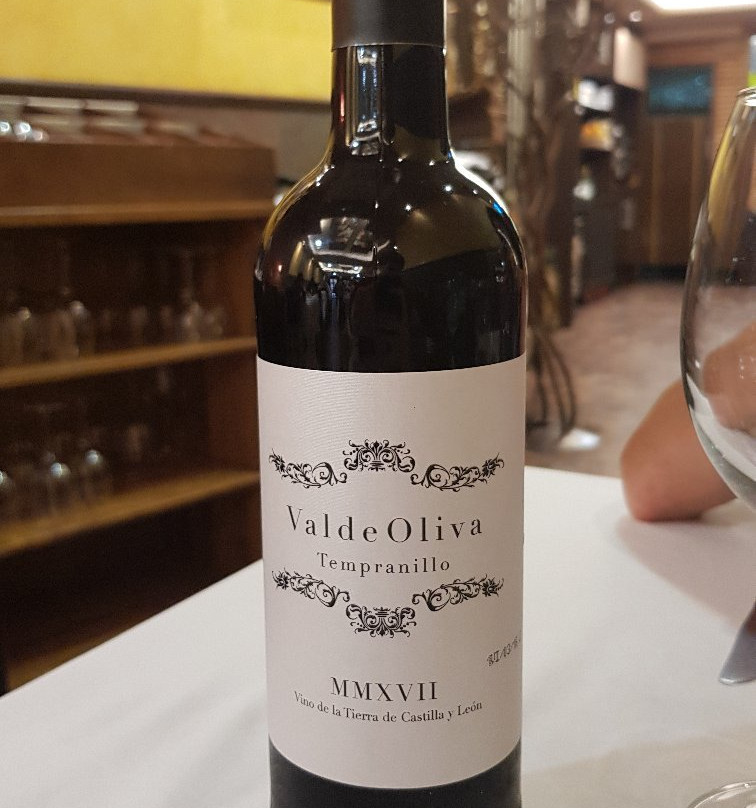 ValdeOliva
Tempranillo
MMXVII
Vino de la Tierra de Castilla y León